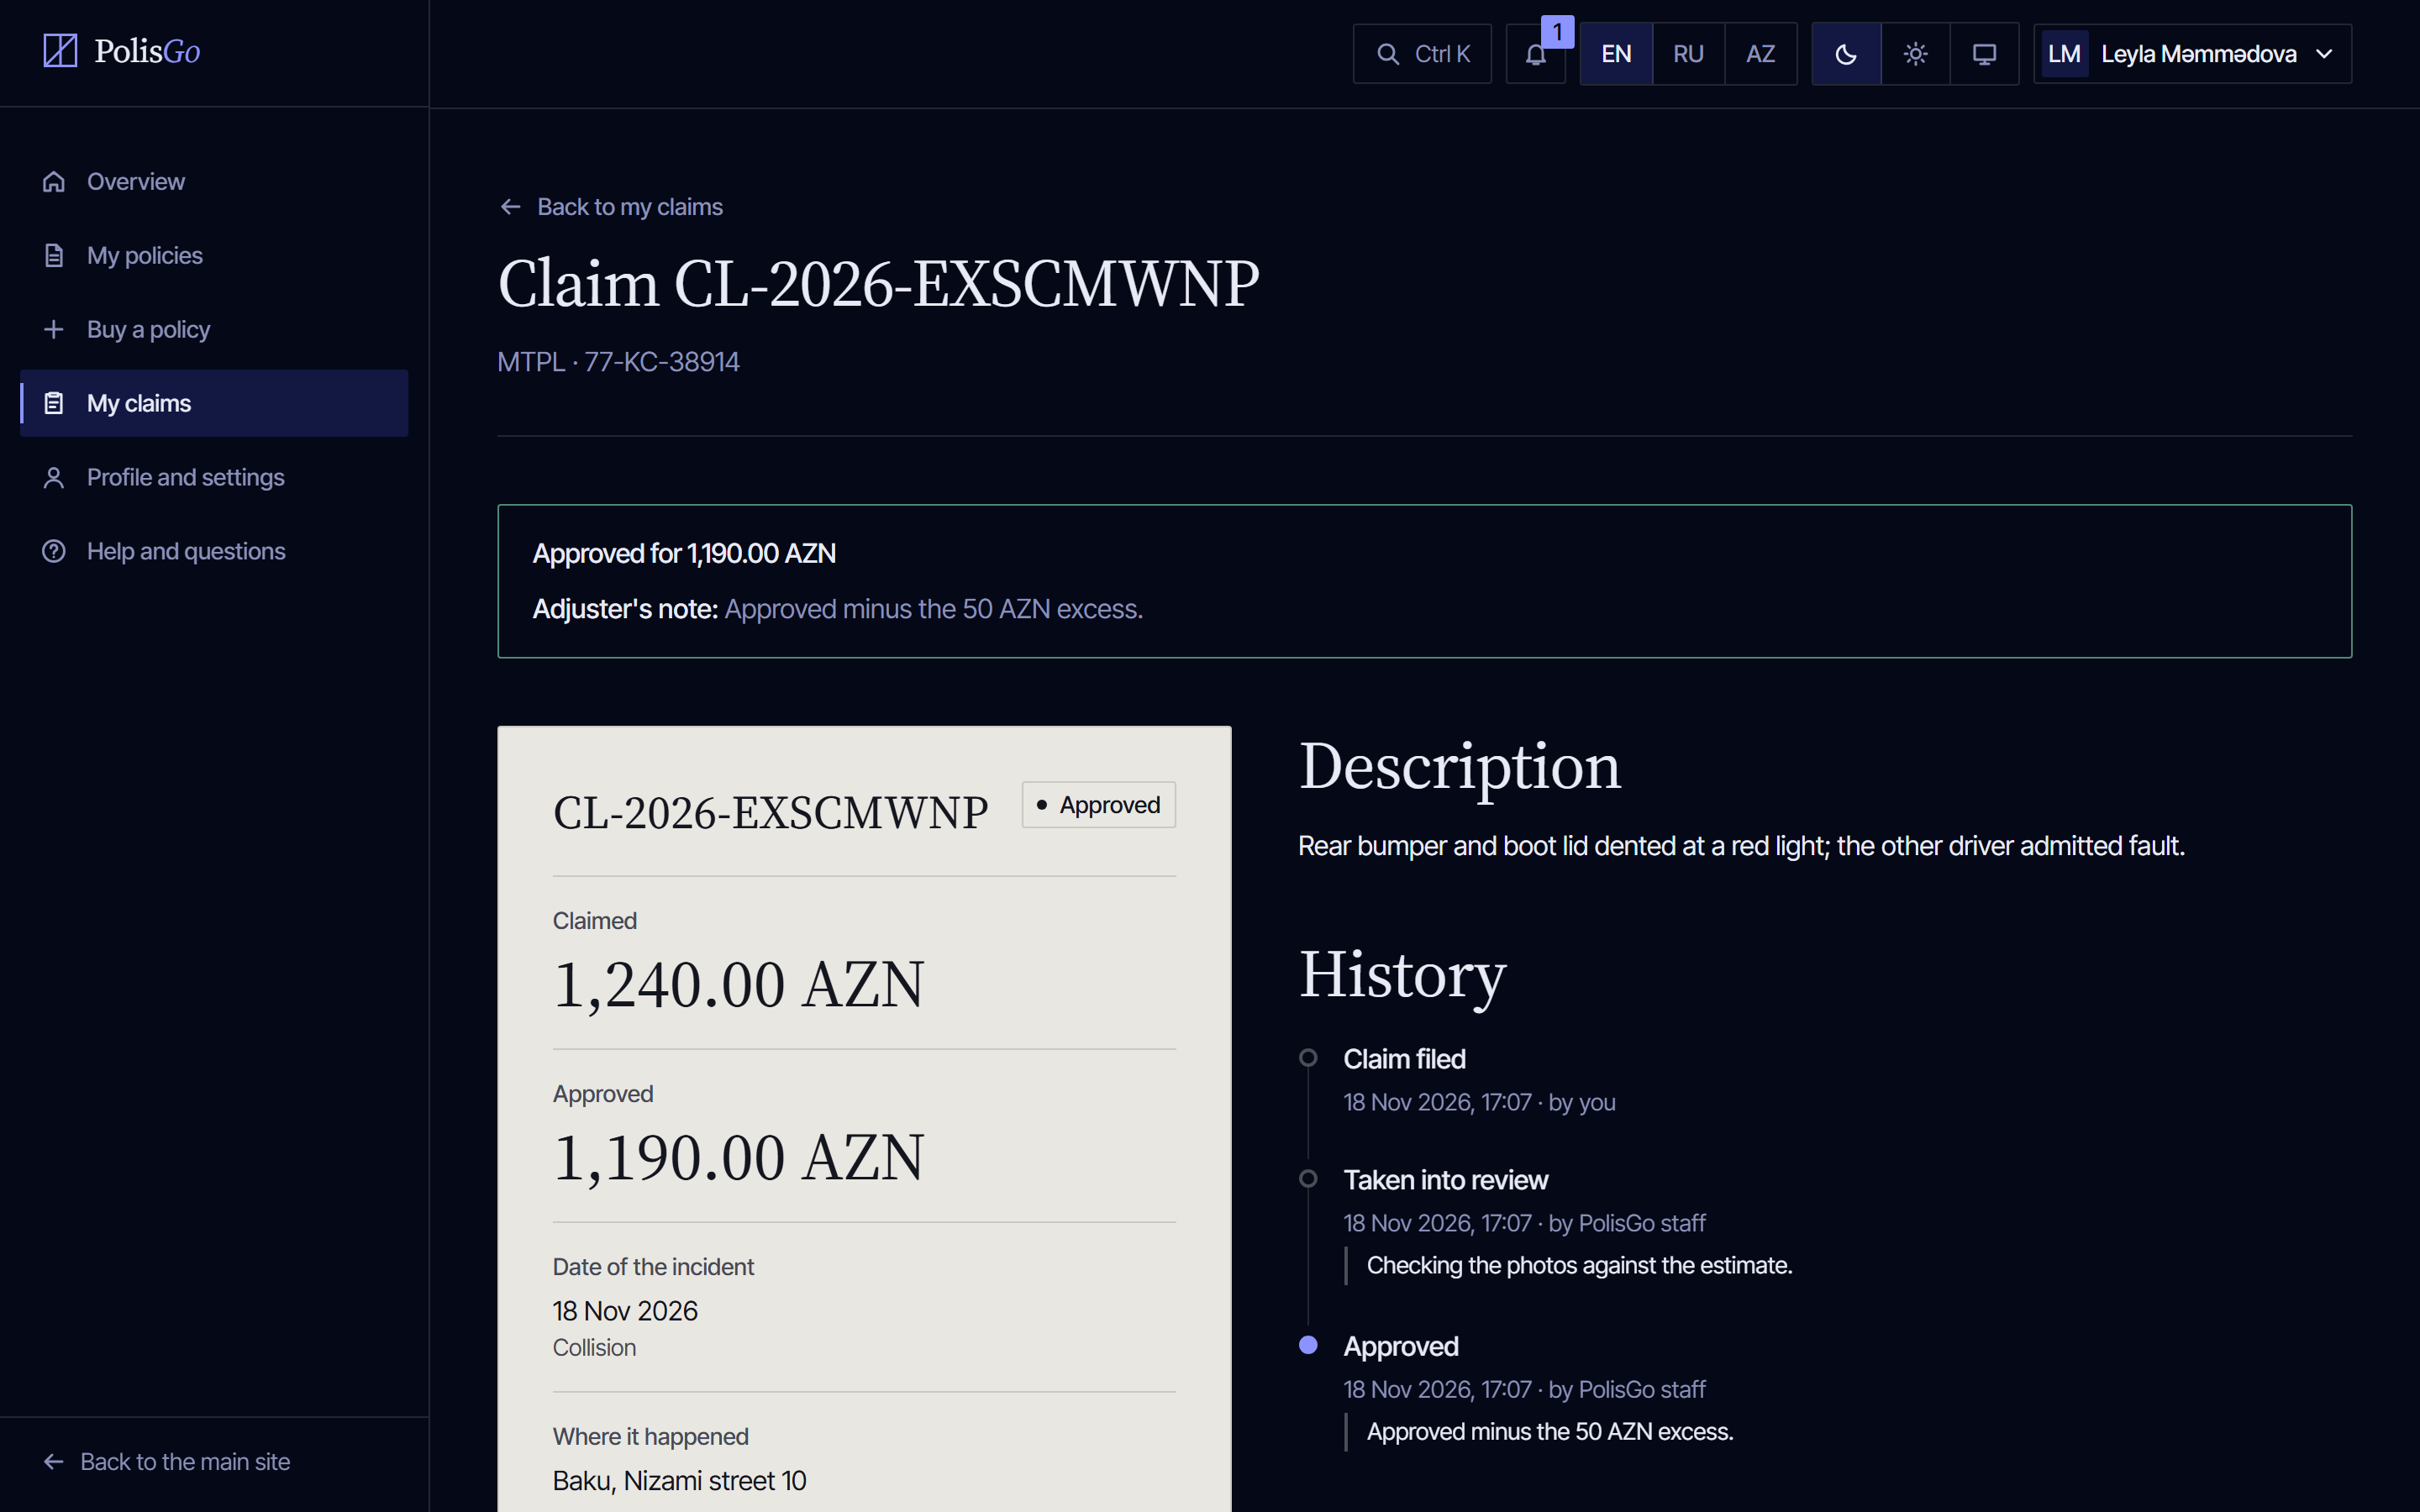 PolisGo
Ctrl K
1
EN
RU
AZ
LM
Leyla Məmmədova
Overview
My policies
Buy a policy
My claims
Profile and settings
Help and questions
Back to the main site
Back to my claims
Claim CL-2026-EXSCMWNP
MTPL · 77-KC-38914
Approved for 1,190.00 AZN
Adjuster's note: Approved minus the 50 AZN excess.
CL-2026-EXSCMWNP
Approved
Claimed
1,240.00 AZN
Approved
1,190.00 AZN
Date of the incident
18 Nov 2026
Collision
Where it happened
Baku, Nizami street 10
Description
Rear bumper and boot lid dented at a red light; the other driver admitted fault.
History
Claim filed
18 Nov 2026, 17:07 · by you
Taken into review
18 Nov 2026, 17:07 · by PolisGo staff
Checking the photos against the estimate.
Approved
18 Nov 2026, 17:07 · by PolisGo staff
Approved minus the 50 AZN excess.